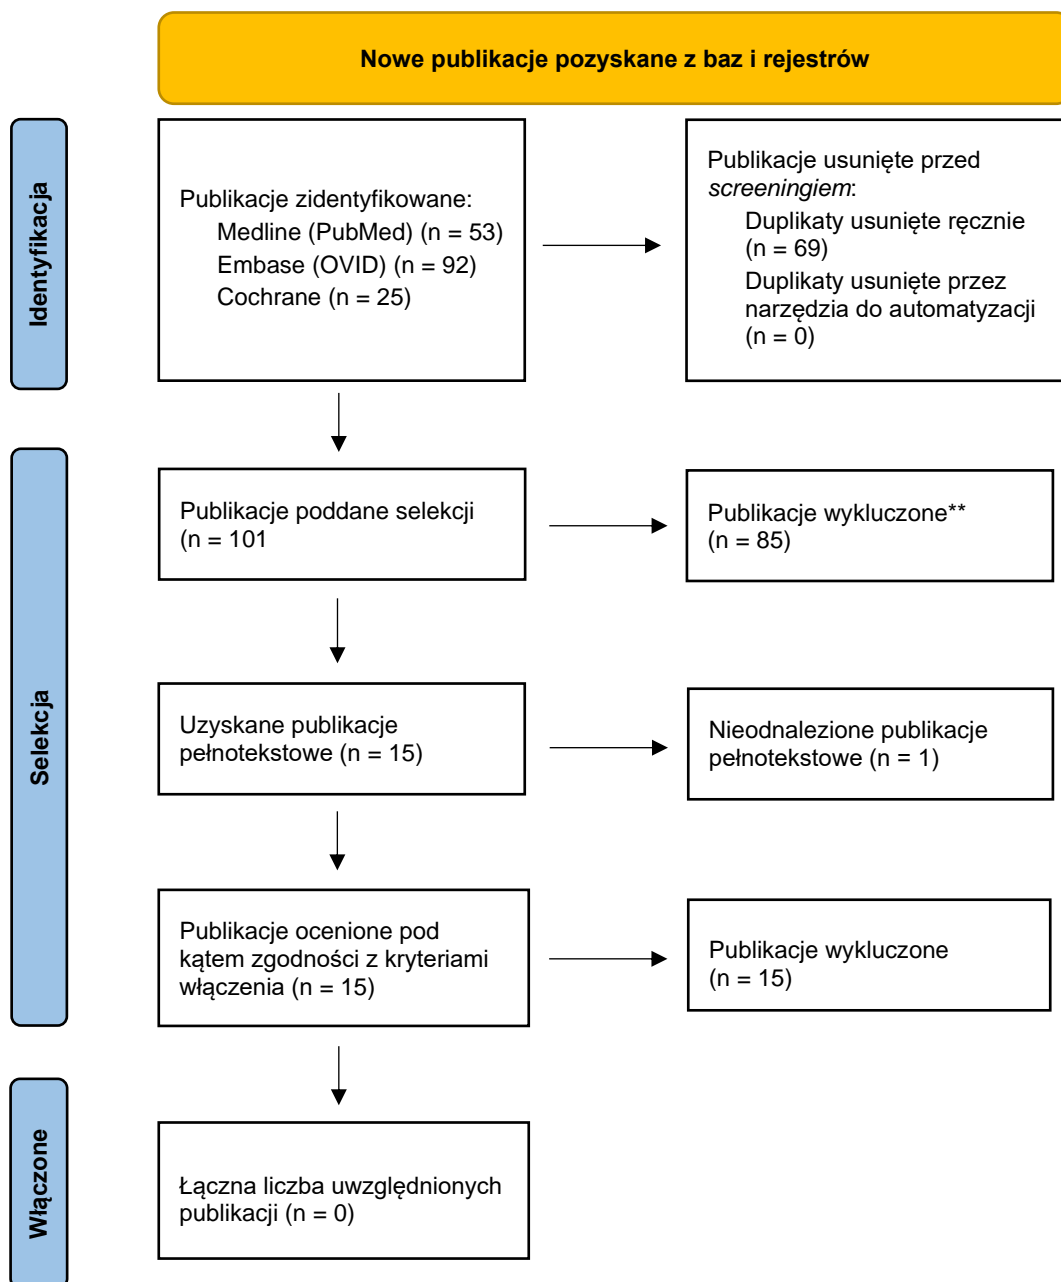 Nowe publikacje pozyskane z baz i rejestrów
Identyfikacja
Publikacje zidentyfikowane:
Medline (PubMed) (n = 53)
Embase (OVID) (n = 92)
Cochrane (n = 25)
Publikacje usunięte przed
screeningiem:
Duplikaty usunięte ręcznie
(n = 69)
Duplikaty usunięte przez
narzędzia do automatyzacji
(n = 0)
Selekcja
Publikacje poddane selekcji
(n = 101
Publikacje wykluczone**
(n = 85)
Uzyskane publikacje
pełnotekstowe (n = 15)
Nieodnalezione publikacje
pełnotekstowe (n = 1)
Publikacje ocenione pod
kątem zgodności z kryteriami
włączenia (n = 15)
Publikacje wykluczone
(n = 15)
Włączone
Łączna liczba uwzględnionych
publikacji (n = 0)